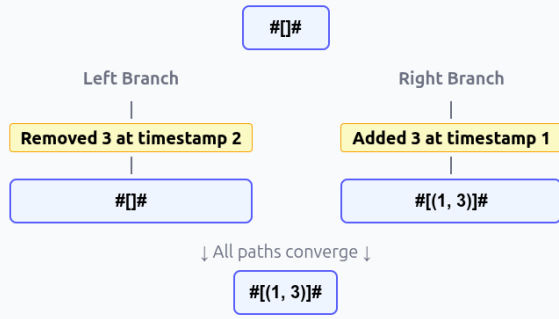 #[]#
Left Branch
Right Branch
Removed 3 at timestamp 2
Added 3 at timestamp 1
#[]#
#[(1, 3)]#
↓ All paths converge ↓
#[(1, 3)]#